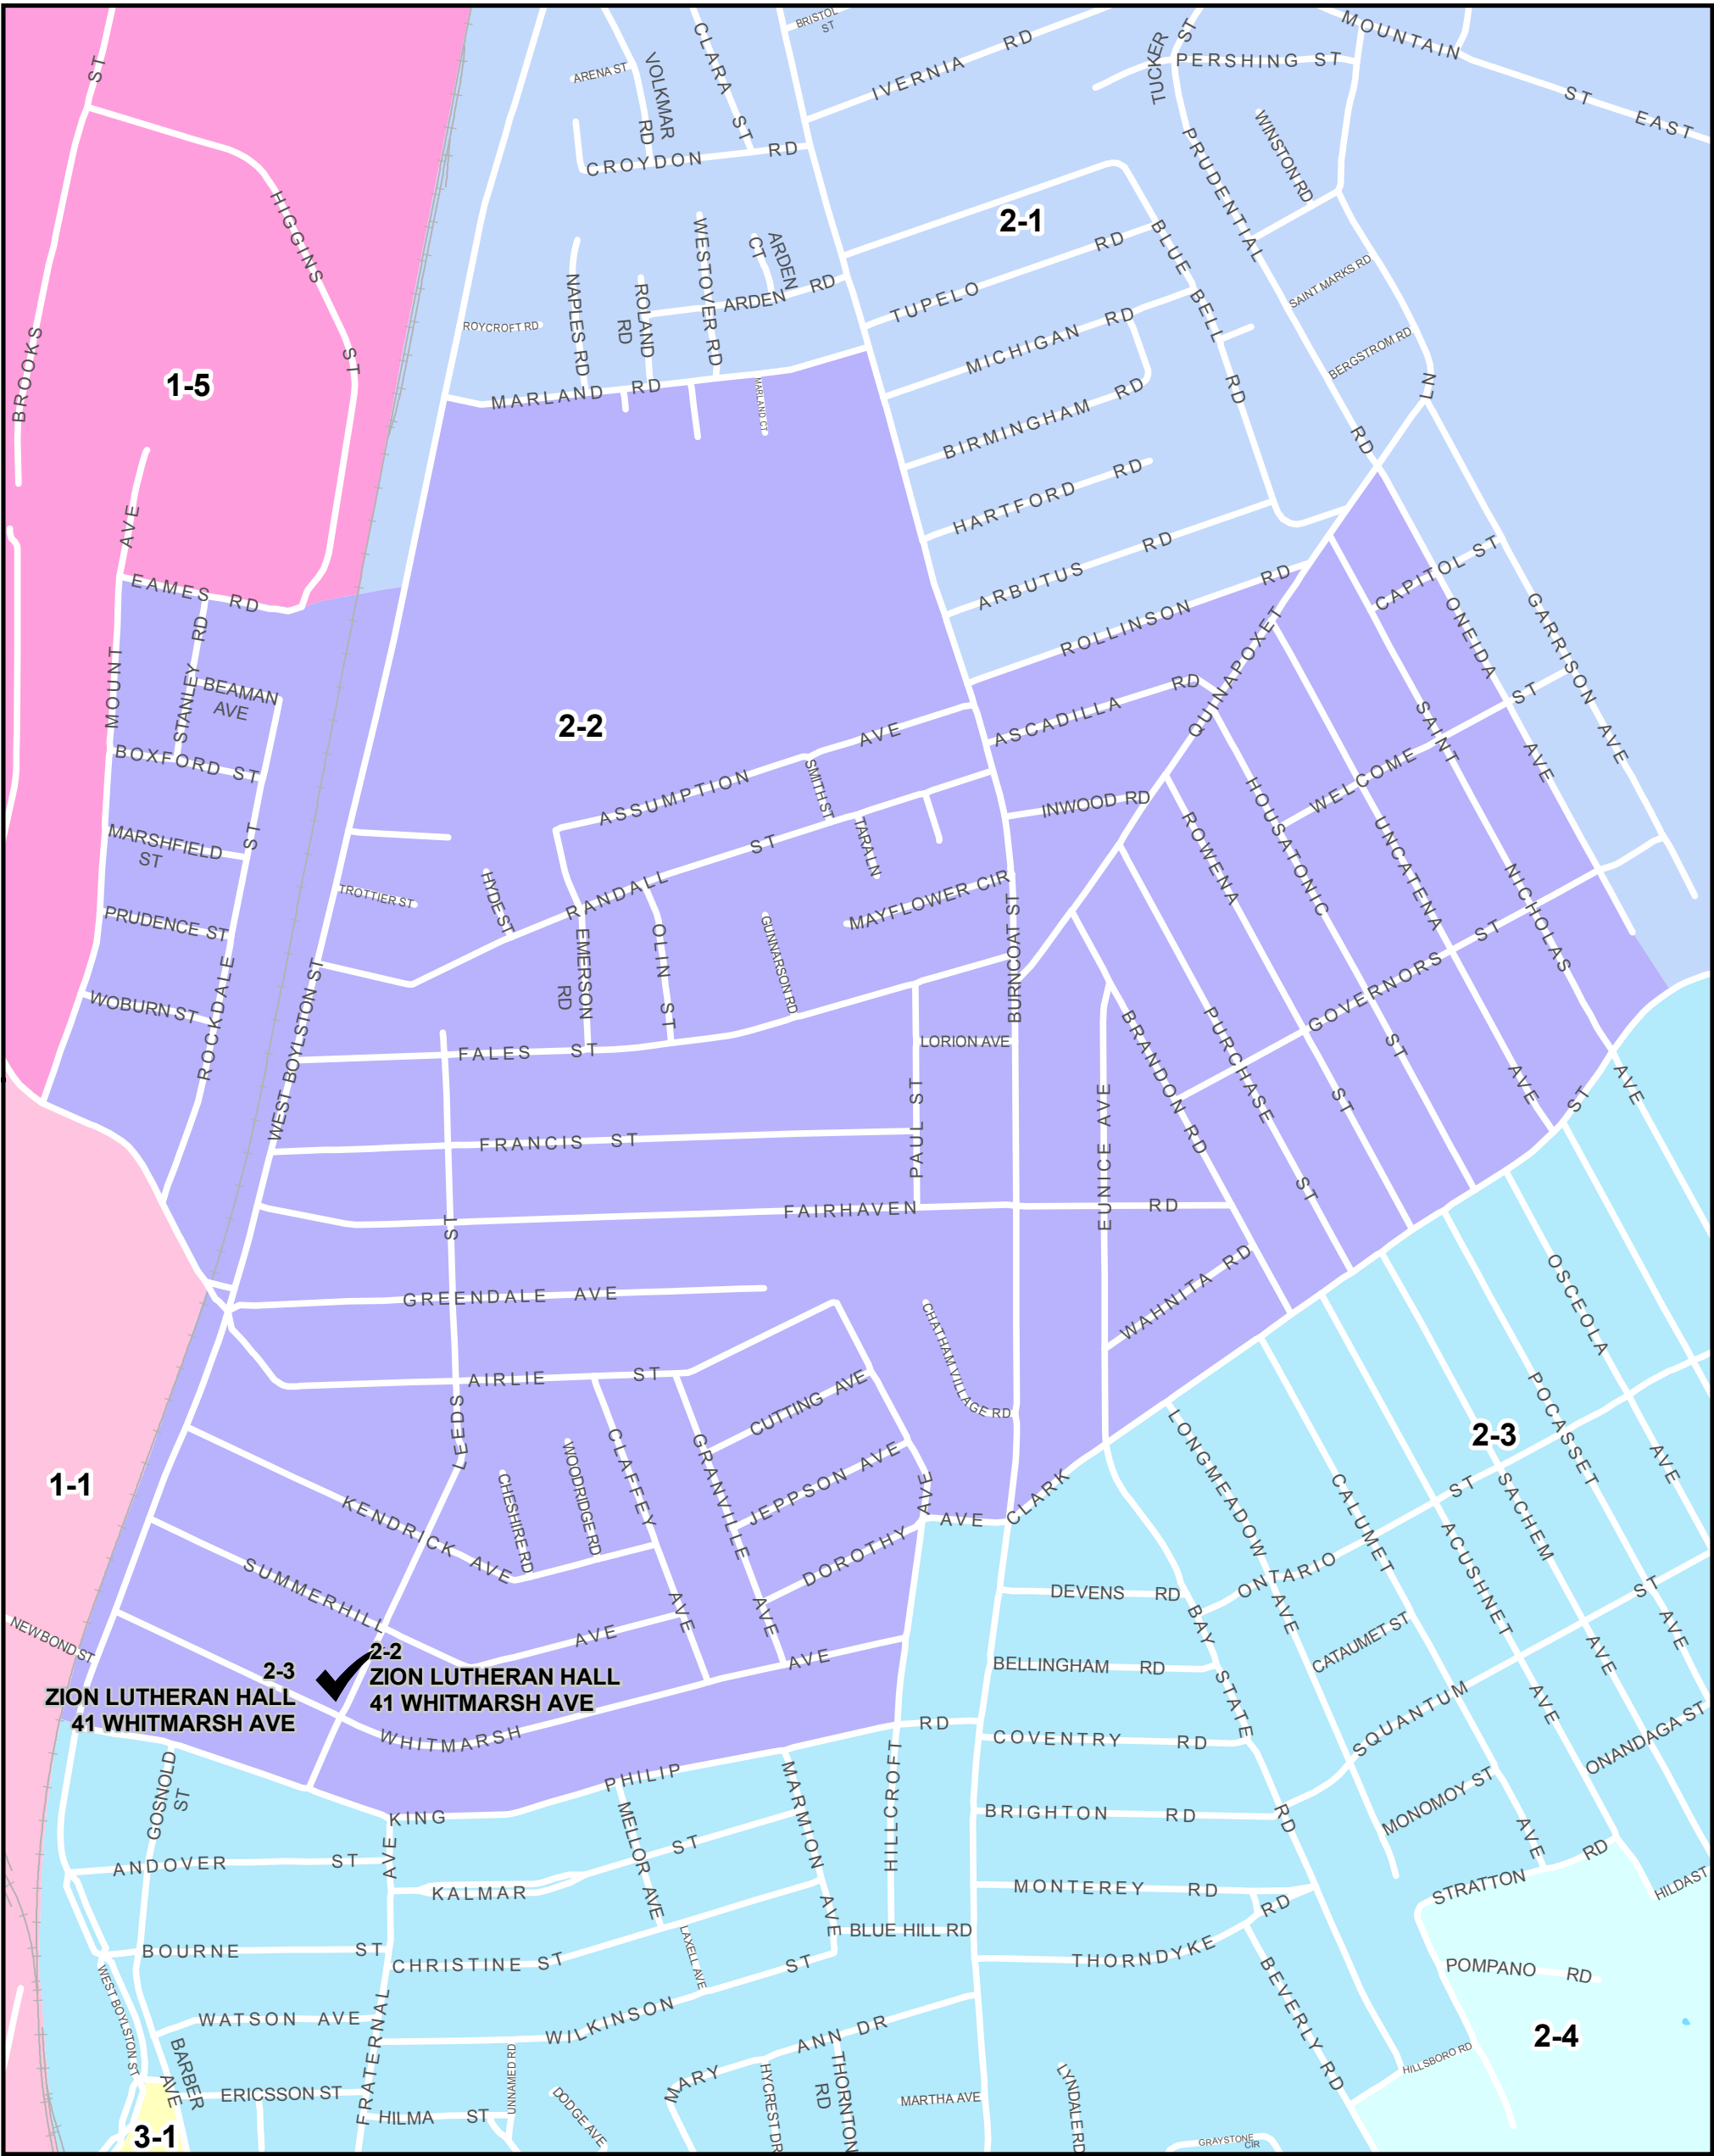 BRISTOL
ST
MOUNTAIN ST EAST
TUCKER ST
PERSHING ST
IVERNIA RD
CLARA ST
VOLKMAR RD
ARENA ST
CROYDON RD
BROOKS ST
HIGGINS ST
1-5
WINSTON RD
PRUDENTIAL RD
2-1
BLUE BELL RD
TUPELO RD
SAINT MARKS RD
WESTOVER RD
ARDEN
CT
ARDEN RD
NAPLES RD
ROLAND
RD
ROYCROFT RD
MICHIGAN RD
BERGSTROM RD
LN
MARLAND RD
MARLAND CT
BIRMINGHAM RD
HARTFORD RD
ARBUTUS RD
ROLLINSON RD
CAPITOL ST
ONEIDA AVE
GARRISON AVE
MOUNT AVE
EAMES RD
STANLEY RD
BEAMAN
AVE
BOXFORD ST
MARSHFIELD
ST
PRUDENCE ST
WOBURN ST
ROCKDALE ST
2-2
QUINAPOXET
ASCADILLA RD
SAINT NICHOLAS AVE
WELCOME ST
ASSUMPTION AVE
SMITH ST
TARA LN
INWOOD RD
ROWENA ST
HOUSATONIC ST
UNCATENA AVE
RANDALL ST
TROTTIER ST
HYDE ST
EMERSON
RD
OLIN ST
GUNNARSON RD
MAYFLOWER CIR
BURNCOAT ST
GOVERNORS ST
WEST BOYLSTON ST
FALES ST
LORION AVE
PAUL ST
BRANDON RD
PURCHASE ST
EUNICE AVE
FRANCIS ST
FAIRHAVEN RD
LEEDS ST
GREENDALE AVE
WAHNITA RD
CHATHAM VILLAGE RD
OSCEOLA AVE
AIRLIE ST
CUTTING AVE
JEPPSON AVE
DOROTHY AVE
AVE
CLARK ST
GRANVILLE AVE
CLAFFEY AVE
WOODRIDGE RD
CHESHIRE RD
KENDRICK AVE
SUMMERHILL AVE
1-1
2-3
POCASSET AVE
SACHEM AVE
ACUSHNET AVE
CALUMET AVE
LONGMEADOW AVE
ONTARIO ST
DEVENS RD
BAY STATE RD
CATAUMET ST
SQUANTUM ST
ONANDAGA ST
NEW BOND ST
2-3
ZION LUTHERAN HALL
41 WHITMARSH AVE
2-2
ZION LUTHERAN HALL
41 WHITMARSH AVE
WHITMARSH AVE
BELLINGHAM RD
COVENTRY RD
MONOMOY ST
GOSNOLD
ST
KING PHILIP RD
HILLCROFT AVE
MARMION AVE
MELLOR AVE
BRIGHTON RD
ANDOVER ST
KALMAR ST
MONTEREY RD
STRATTON RD
HILDA ST
BLUE HILL RD
BOURNE ST
CHRISTINE ST
LAXELL AVE
THORNDYKE RD
BEVERLY RD
POMPANO RD
WEST BOYLSTON ST
WATSON AVE
WILKINSON ST
FRATERNAL AVE
BARBER
AVE
MARY ANN DR
2-4
HILLSBORO RD
UNNAMED RD
DODGE AVE
HYCREST DR
THORNTON
RD
MARTHA AVE
LYNDALE RD
ERICSSON ST
HILMA ST
3-1
GRAYSTONE
CIR